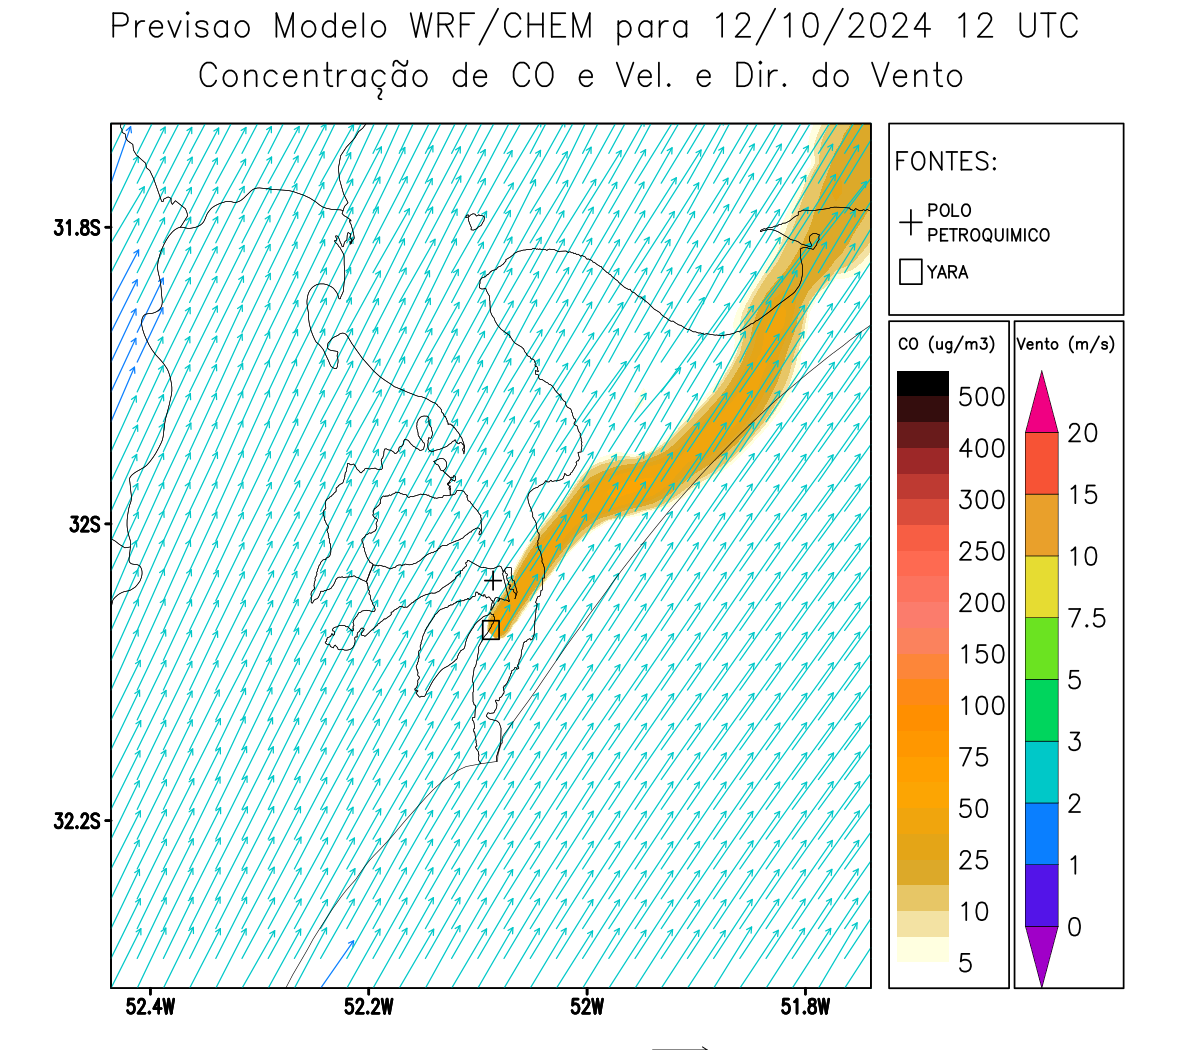 Previsao Modelo WRF/CHEM para 12/10/2024 12 UTC
Concentração de CO e Vel. e Dir. do Vento
FONTES:
POLO
PETROQUIMICO
YARA
CO (ug/m3)
500
400
300
250
200
150
100
75
50
25
10
5
Vento (m/s)
20
15
10
7.5
5
3
2
1
0
31.8S
32S
32.2S
52.4W
52.2W
52W
51.8W